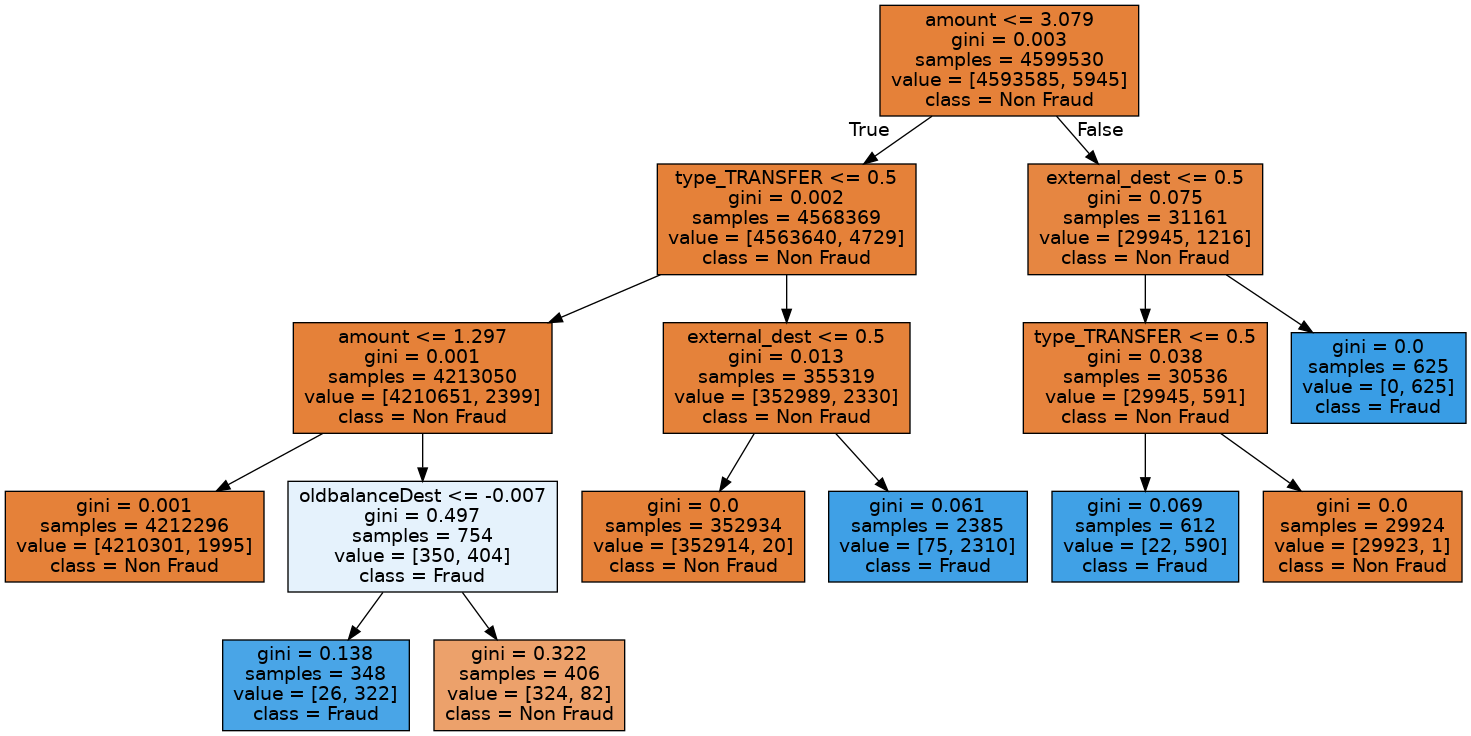 amount <= 3.079
gini = 0.003
samples = 4599530
value = [4593585, 5945]
class = Non Fraud
True
False
type_TRANSFER <= 0.5
gini = 0.002
samples = 4568369
value = [4563640, 4729]
class = Non Fraud
external_dest <= 0.5
gini = 0.075
samples = 31161
value = [29945, 1216]
class = Non Fraud
amount <= 1.297
gini = 0.001
samples = 4213050
value = [4210651, 2399]
class = Non Fraud
external_dest <= 0.5
gini = 0.013
samples = 355319
value = [352989, 2330]
class = Non Fraud
type_TRANSFER <= 0.5
gini = 0.038
samples = 30536
value = [29945, 591]
class = Non Fraud
gini = 0.0
samples = 625
value = [0, 625]
class = Fraud
gini = 0.001
samples = 4212296
value = [4210301, 1995]
class = Non Fraud
oldbalanceDest <= -0.007
gini = 0.497
samples = 754
value = [350, 404]
class = Fraud
gini = 0.0
samples = 352934
value = [352914, 20]
class = Non Fraud
gini = 0.061
samples = 2385
value = [75, 2310]
class = Fraud
gini = 0.069
samples = 612
value = [22, 590]
class = Fraud
gini = 0.0
samples = 29924
value = [29923, 1]
class = Non Fraud
gini = 0.138
samples = 348
value = [26, 322]
class = Fraud
gini = 0.322
samples = 406
value = [324, 82]
class = Non Fraud